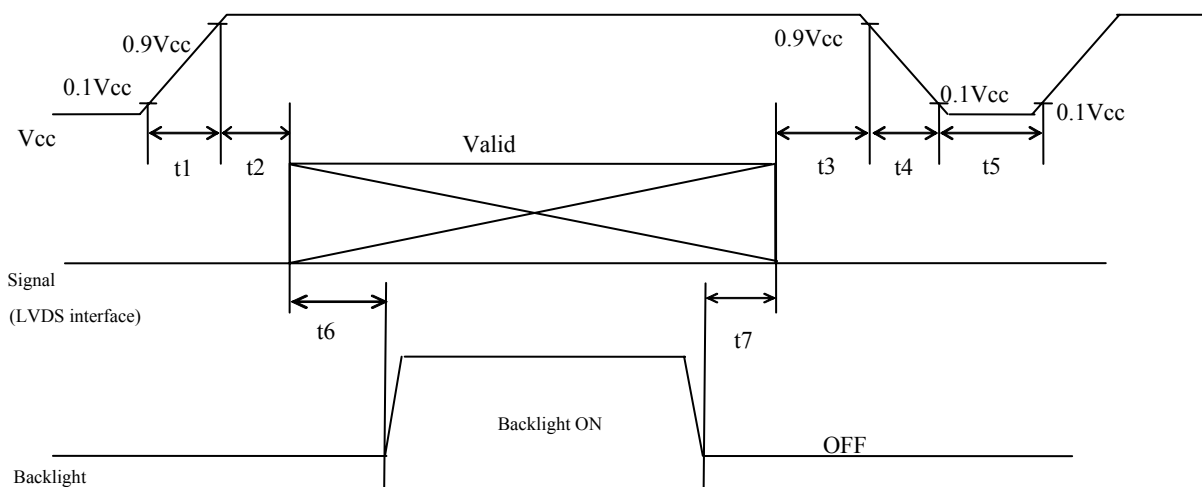 0.9Vcc
0.9Vcc
0.1Vcc
0.1Vcc
0.1Vcc
Vcc
Valid
t1
t2
t3
t4
t5
Signal
(LVDS interface)
t6
t7
Backlight ON
OFF
Backlight